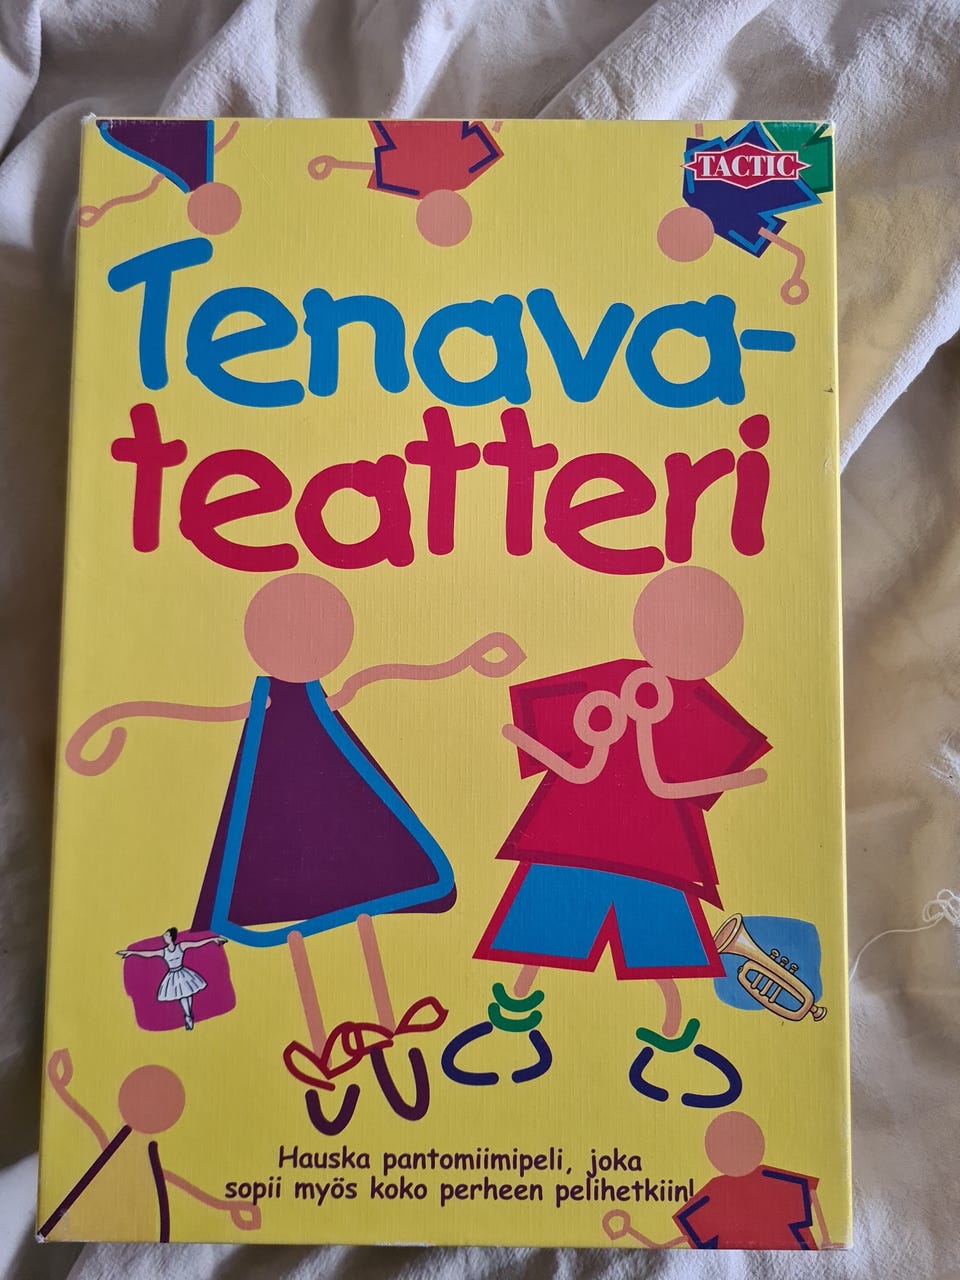 TACTIC
Tenava-
teatteri
Hauska pantomiimipeli, joka
sopii myös koko perheen pelihetkiin!